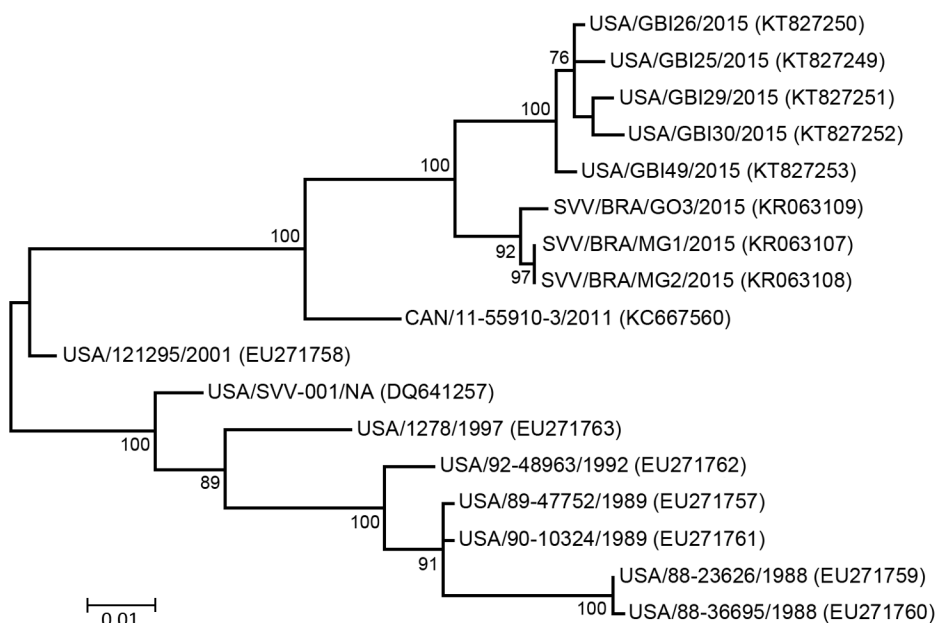 USA/GBI26/2015 (KT827250)
76
USA/GBI25/2015 (KT827249)
USA/GBI29/2015 (KT827251)
100
USA/GBI30/2015 (KT827252)
100
USA/GBI49/2015 (KT827253)
SVV/BRA/GO3/2015 (KR063109)
100
SVV/BRA/MG1/2015 (KR063107)
92
97
SVV/BRA/MG2/2015 (KR063108)
CAN/11-55910-3/2011 (KC667560)
USA/121295/2001 (EU271758)
USA/SVV-001/NA (DQ641257)
USA/1278/1997 (EU271763)
100
USA/92-48963/1992 (EU271762)
89
USA/89-47752/1989 (EU271757)
100
USA/90-10324/1989 (EU271761)
91
USA/88-23626/1988 (EU271759)
100
USA/88-36695/1988 (EU271760)
0.01